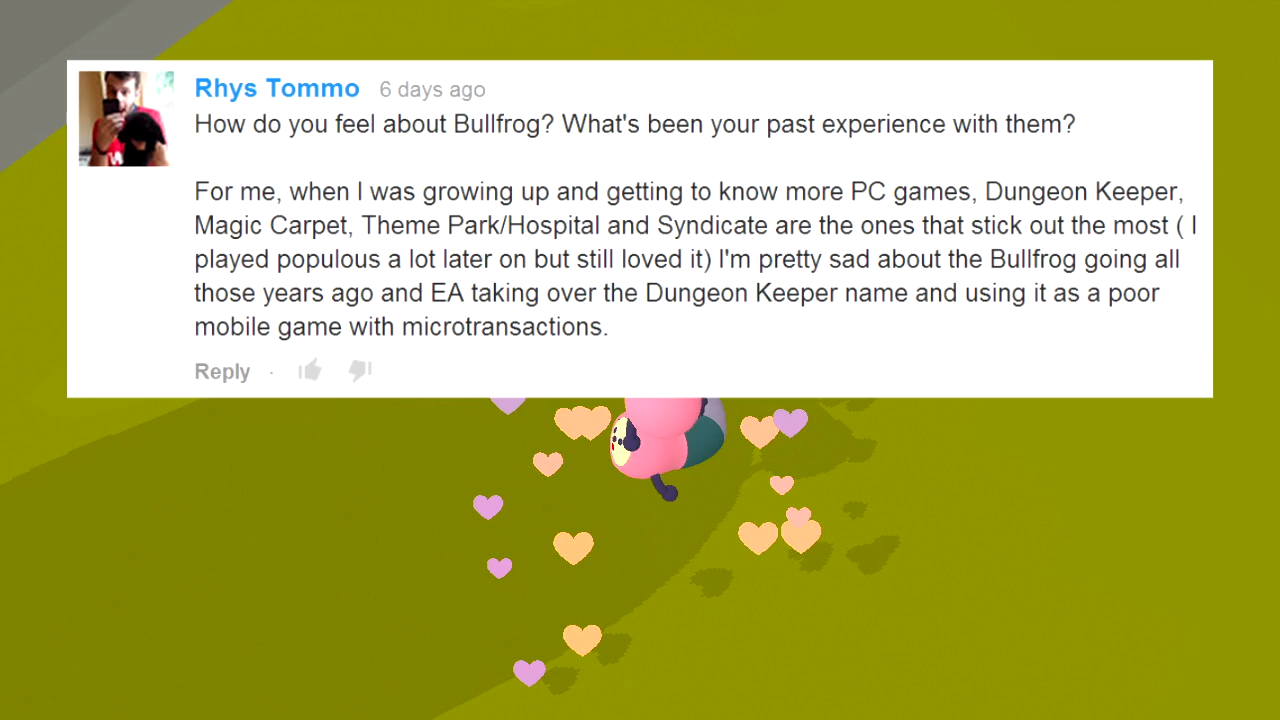 Rhys Tommo 6 days ago
How do you feel about Bullfrog? What's been your past experience with them?
For me, when I was growing up and getting to know more PC games, Dungeon Keeper,
Magic Carpet, Theme Park/Hospital and Syndicate are the ones that stick out the most ( I
played populous a lot later on but still loved it) I'm pretty sad about the Bullfrog going all
those years ago and EA taking over the Dungeon Keeper name and using it as a poor
mobile game with microtransactions.
Reply ·